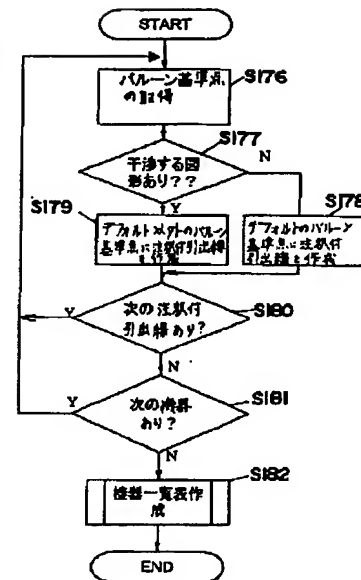 START
バルーン基準点
の取得
S176
S177
干渉する図
形あり??
N
S179
Y
S178
デフォルト以外のバルーン
基準点に注釈付
引出線を作成
デフォルトのバルーン
基準点に注釈付
引出線を作成
次の注釈付
引出線あり?
S180
Y
N
次の機器
あり?
S181
Y
N
S182
機器一覧表作
成
END